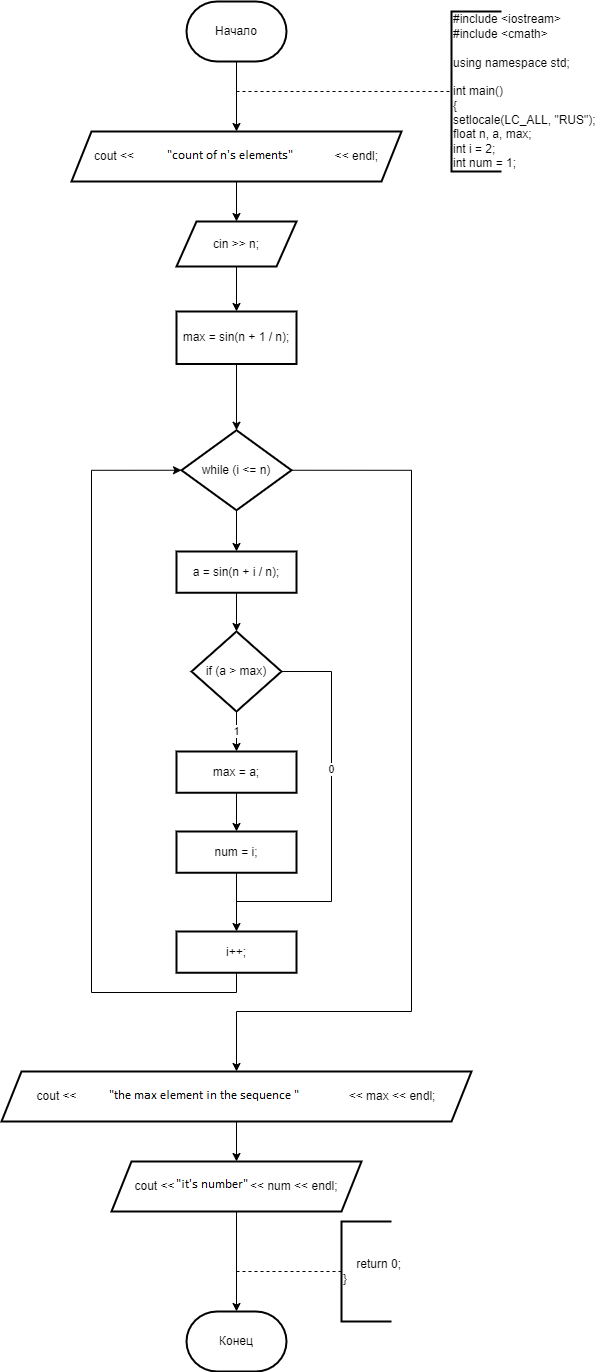 Начало
#include <iostream>
#include <cmath>
using namespace std;
int main()
{
setlocale(LC_ALL, "RUS");
float n, a, max;
int i = 2;
int num = 1;
cout << "count of n's elements" << endl;
cin >> n;
max = sin(n + 1 / n);
while (i <= n)
a = sin(n + i / n);
if (a > max)
1
0
max = a;
num = i;
i++;
cout << "the max element in the sequence " << max << endl;
cout << "it's number" << num << endl;
return 0;
}
Конец